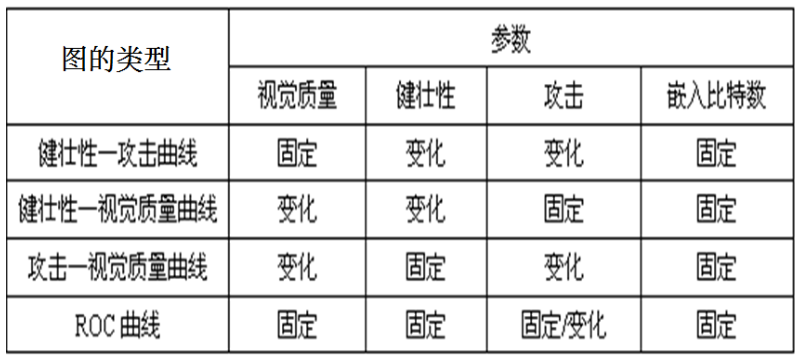 图的类型 参数
视觉质量 健壮性 攻击 嵌入比特数
健壮性—攻击曲线 固定 变化 变化 固定
健壮性—视觉质量曲线 变化 变化 固定 固定
攻击—视觉质量曲线 变化 固定 变化 固定
ROC 曲线 固定 固定 固定/变化 固定